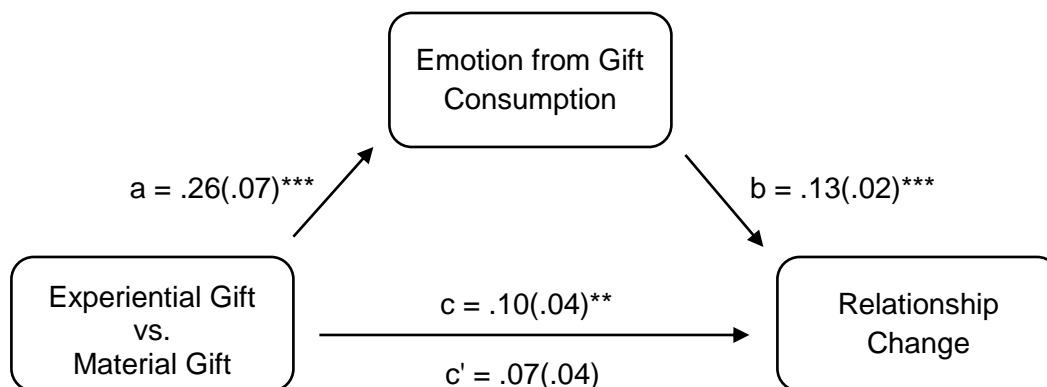 Emotion from Gift
Consumption
a = .26(.07)***
b = .13(.02)***
Experiential Gift
vs.
Material Gift
c = .10(.04)**
c' = .07(.04)
Relationship
Change